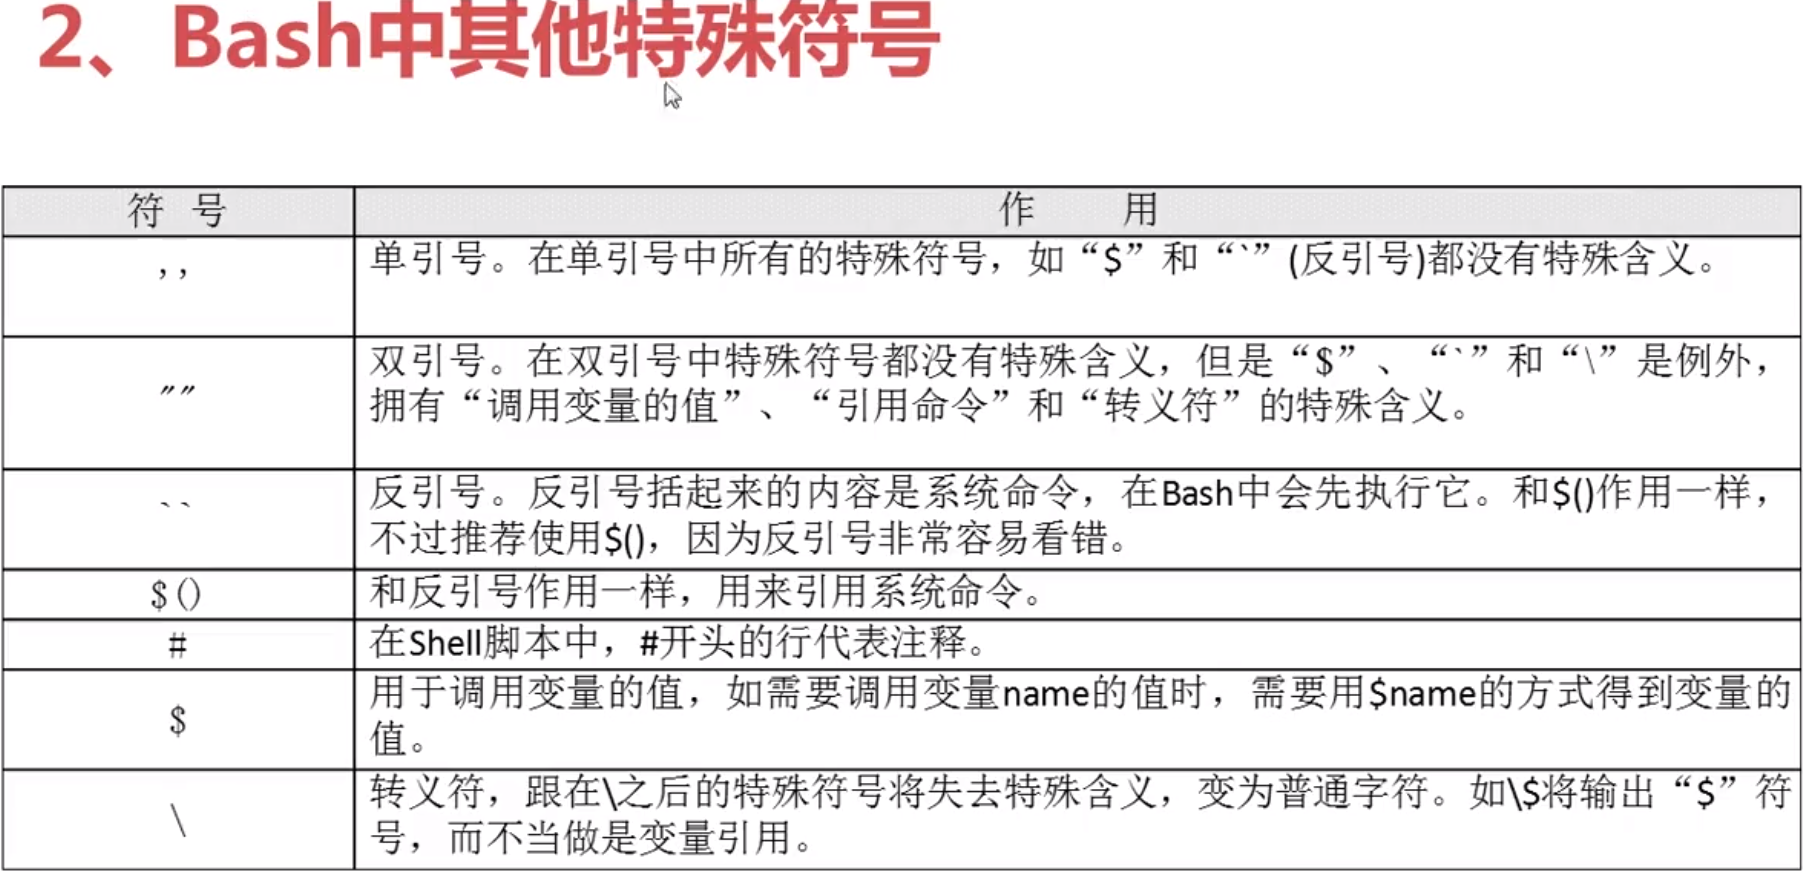 2、Bash中其他特殊符号
符 号
作 用
,,
单引号。在单引号中所有的特殊符号，如“$”和“`”(反引号)都没有特殊含义。
""
双引号。在双引号中特殊符号都没有特殊含义，但是“$”、“`”和“\”是例外，
拥有“调用变量的值”、“引用命令”和“转义符”的特殊含义。
``
反引号。反引号括起来的内容是系统命令，在Bash中会先执行它。和$()作用一样，
不过推荐使用$()，因为反引号非常容易看错。
$()
和反引号作用一样，用来引用系统命令。
#
在Shell脚本中，#开头的行代表注释。
$
用于调用变量的值，如需要调用变量name的值时，需要用$name的方式得到变量的
值。
\
转义符，跟在\之后的特殊符号将失去特殊含义，变为普通字符。如\$将输出“$”符
号，而不当做是变量引用。